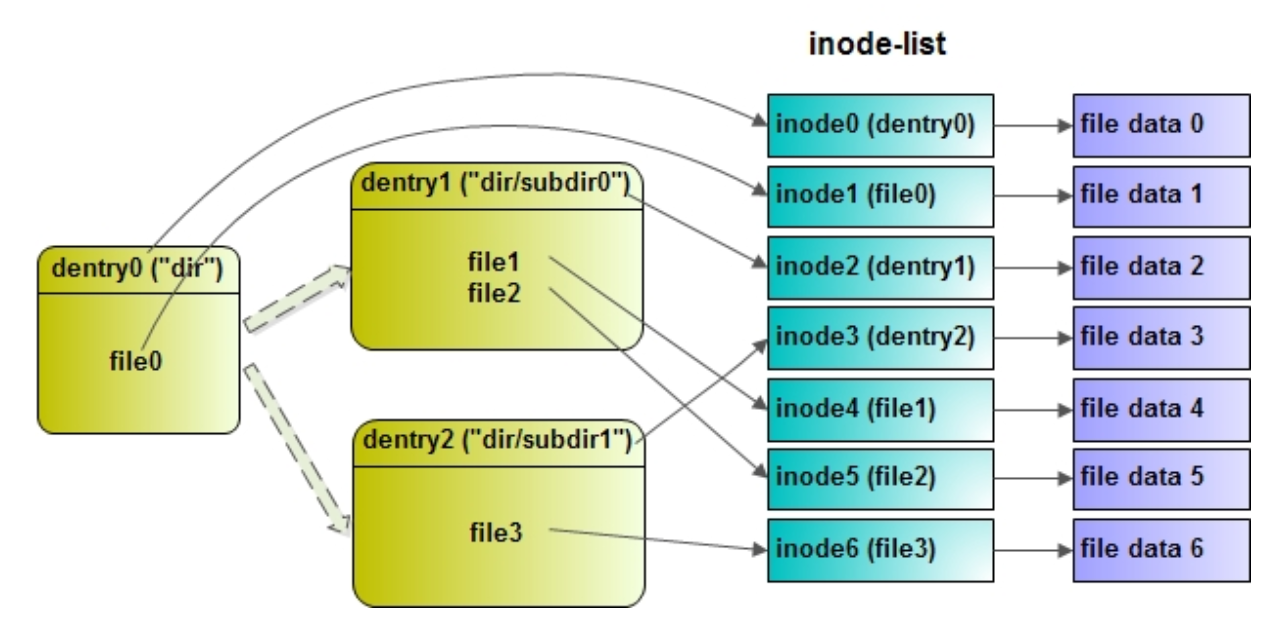 inode-list
dentry0 ("dir")
file0
dentry1 ("dir/subdir0")
file1
file2
dentry2 ("dir/subdir1")
file3
inode0 (dentry0)
file data 0
inode1 (file0)
file data 1
inode2 (dentry1)
file data 2
inode3 (dentry2)
file data 3
inode4 (file1)
file data 4
inode5 (file2)
file data 5
inode6 (file3)
file data 6